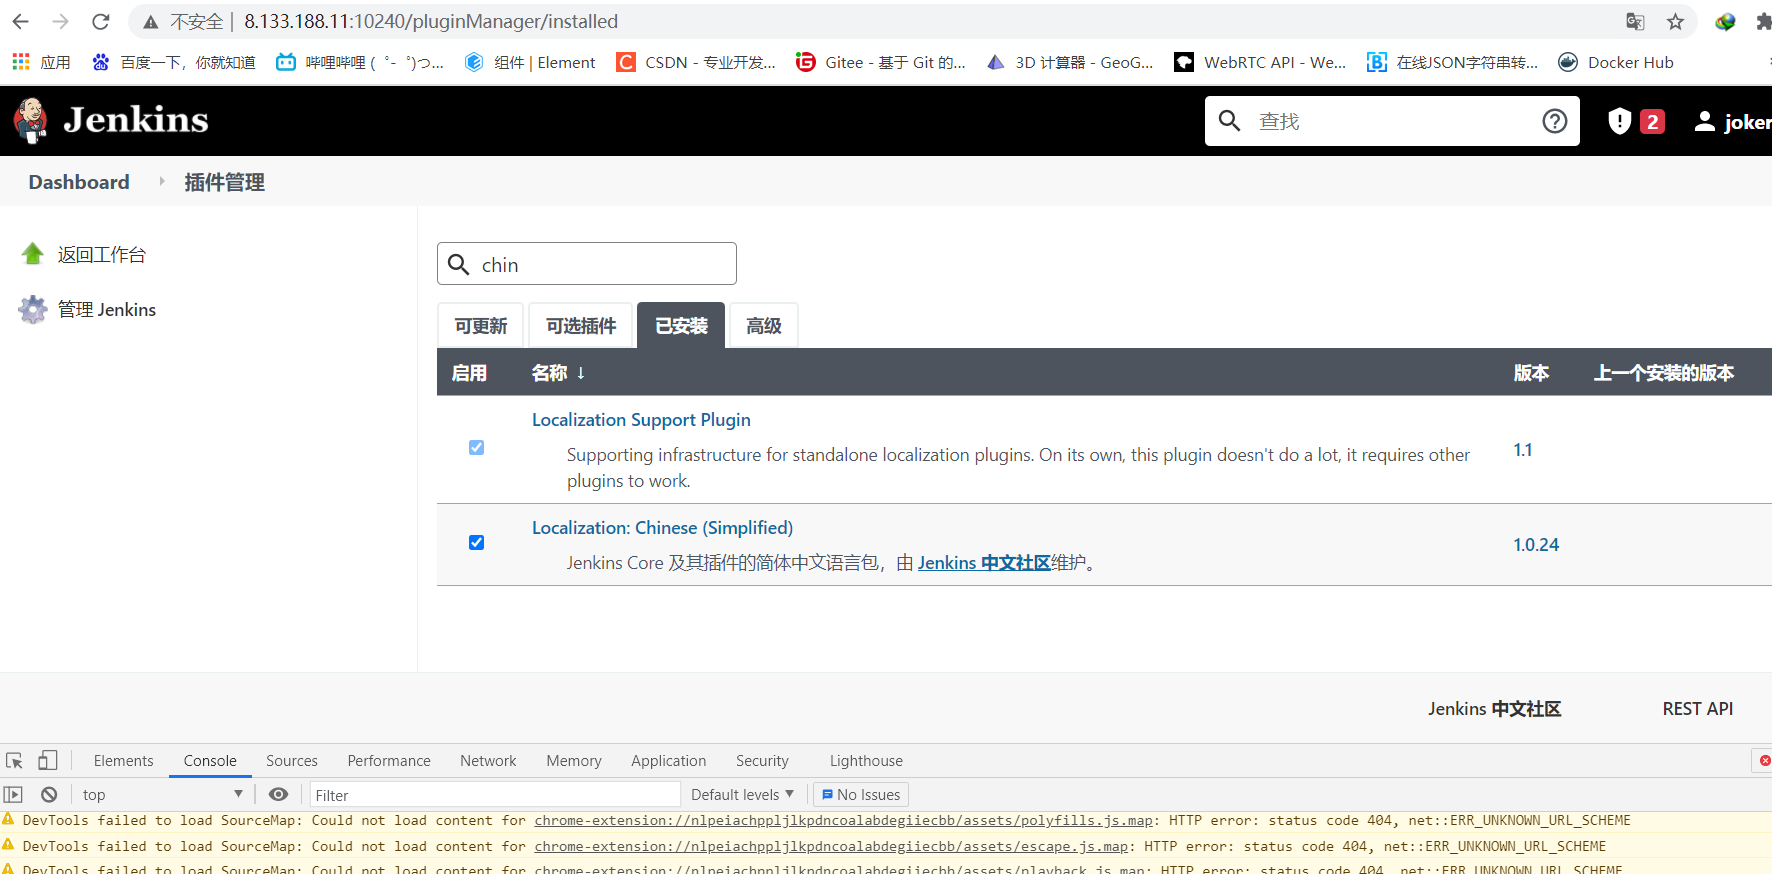 不安全 | 8.133.188.11:10240/pluginManager/installed
应用 百度一下，你就知道 哔哩哔哩 ( ゜- ゜)つ... 组件 | Element CSDN - 专业开发... Gitee - 基于 Git 的... 3D 计算器 - GeoG... WebRTC API - We... 在线JSON字符串转... Docker Hub
Jenkins 查找 2 joker
Dashboard 插件管理
返回工作台
管理 Jenkins
chin
可更新 可选插件 已安装 高级
启用 名称 ↓ 版本 上一个安装的版本
Localization Support Plugin
Supporting infrastructure for standalone localization plugins. On its own, this plugin doesn't do a lot, it requires other
plugins to work.
1.1
Localization: Chinese (Simplified)
Jenkins Core 及其插件的简体中文语言包，由 Jenkins 中文社区维护。
1.0.24
Jenkins 中文社区 REST API
Elements Console Sources Performance Network Memory Application Security Lighthouse
top Filter Default levels No Issues
DevTools failed to load SourceMap: Could not load content for chrome-extension://nlpeiachppljlkpdncoalabdegiiecbb/assets/polyfills.js.map: HTTP error: status code 404, net::ERR_UNKNOWN_URL_SCHEME
DevTools failed to load SourceMap: Could not load content for chrome-extension://nlpeiachppljlkpdncoalabdegiiecbb/assets/escape.js.map: HTTP error: status code 404, net::ERR_UNKNOWN_URL_SCHEME
DevTools failed to load SourceMap: Could not load content for chrome-extension://nlpeiachppljlkpdncoalabdegiiecbb/assets/playback.js.map: HTTP error: status code 404, net::ERR_UNKNOWN_URL_SCHEME